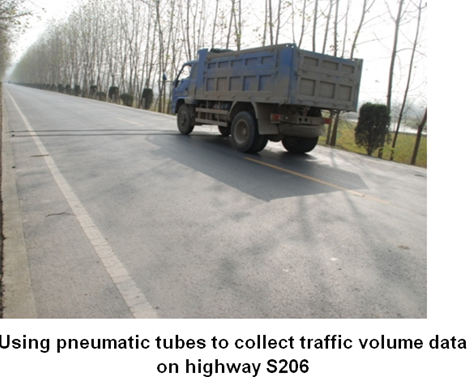 Using pneumatic tubes to collect traffic volume data
on highway S206